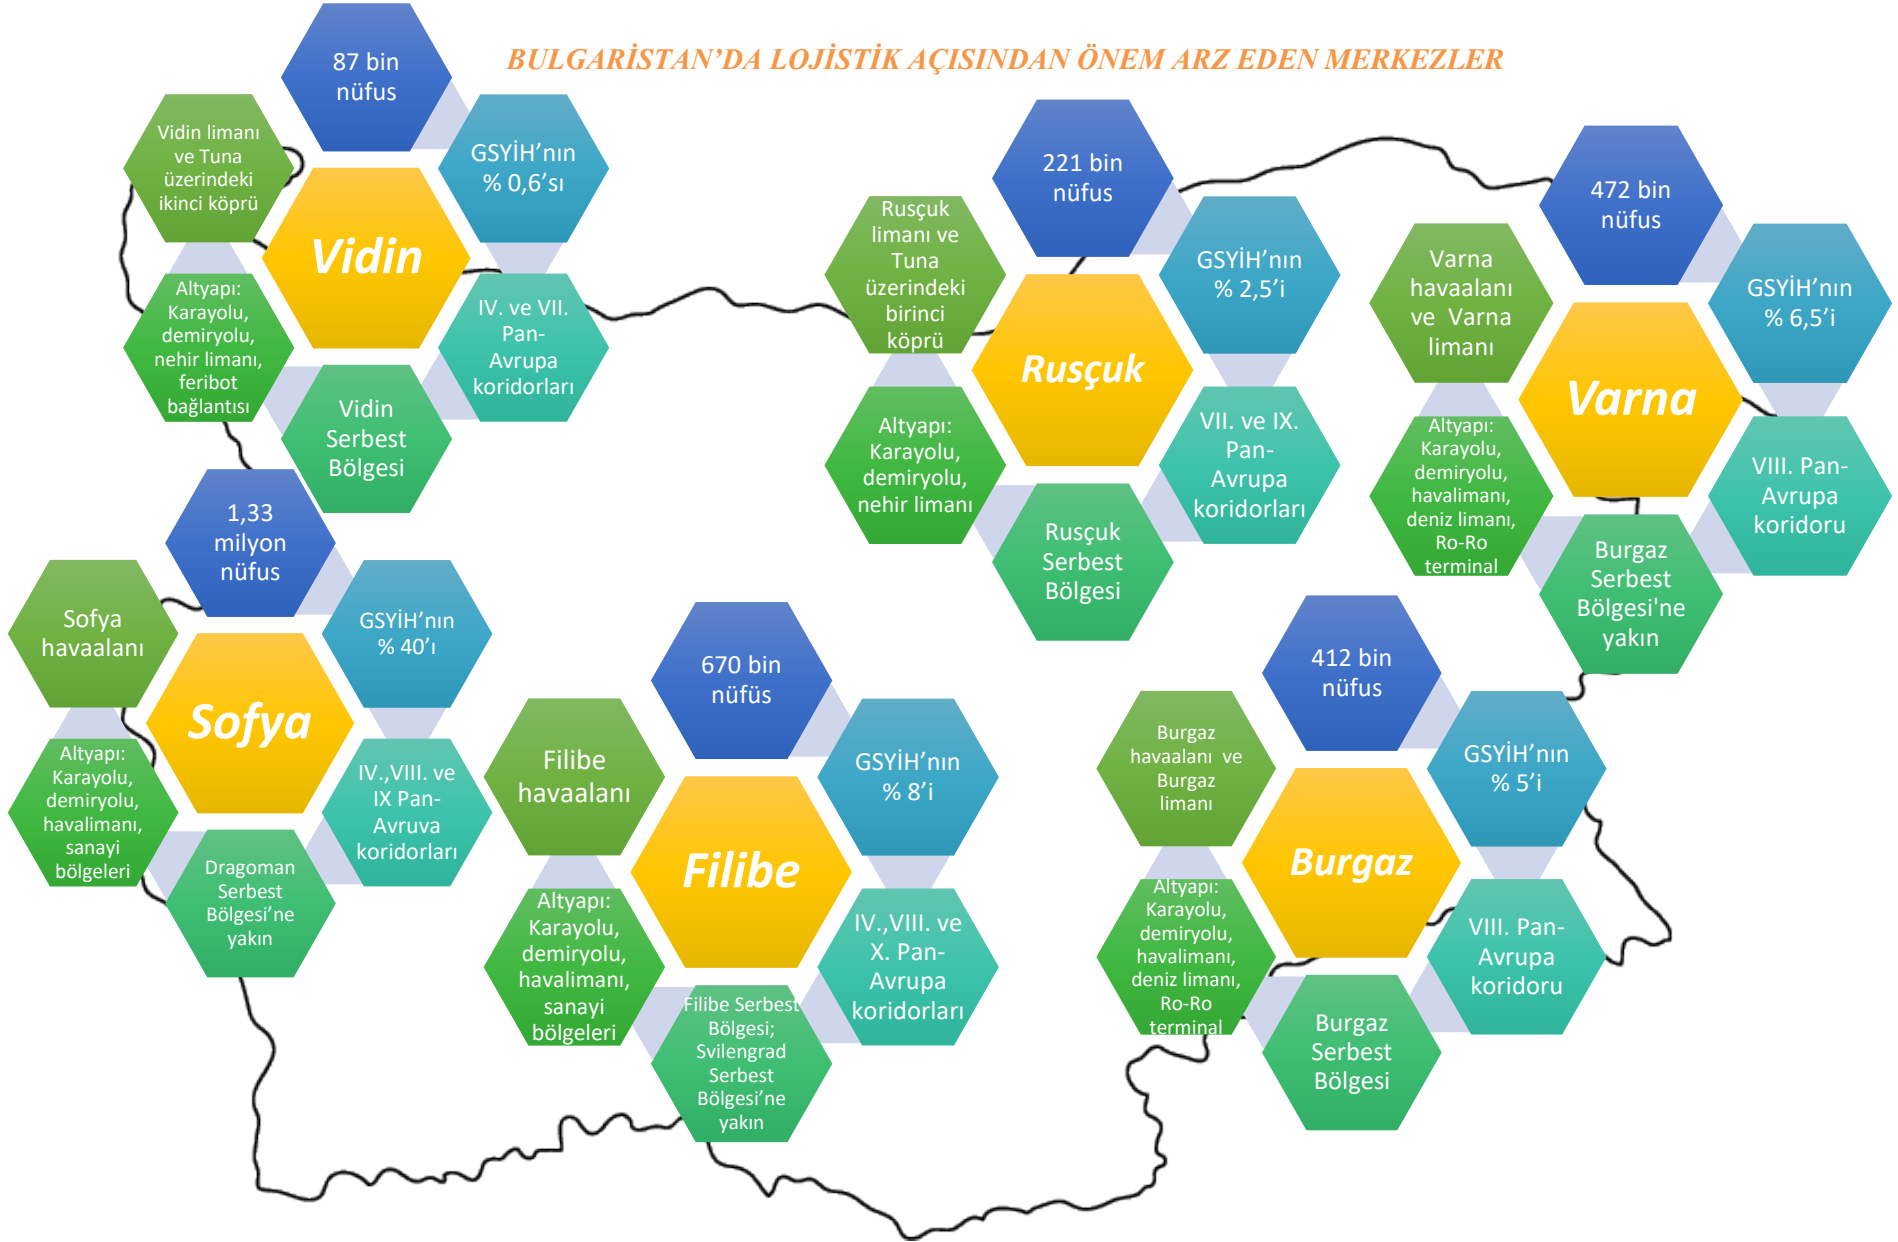 BULGARİSTAN’DA LOJİSTİK AÇISINDAN ÖNEM ARZ EDEN MERKEZLER
87 bin
nüfus
GSYİH’nın
% 0,6’sı
IV. ve VII.
Pan-
Avrupa
koridorları
Vidin
Serbest
Bölgesi
Altyapı:
Karayolu,
demiryolu,
nehir limanı,
feribot
bağlantısı
Vidin limanı
ve Tuna
üzerindeki
ikinci köprü
Vidin
221 bin
nüfus
GSYİH’nın
% 2,5’i
VII. ve IX.
Pan-
Avrupa
koridorları
Rusçuk
Serbest
Bölgesi
Altyapı:
Karayolu,
demiryolu,
nehir limanı
Rusçuk
limanı ve
Tuna
üzerindeki
birinci
köprü
Rusçuk
472 bin
nüfus
GSYİH’nın
% 6,5’i
VIII. Pan-
Avrupa
koridoru
Burgaz
Serbest
Bölgesi'ne
yakın
Altyapı:
Karayolu,
demiryolu,
havalimanı,
deniz limanı,
Ro-Ro
terminal
Varna
havaalanı
ve  Varna
limanı
Varna
1,33
milyon
nüfus
GSYİH’nın
% 40’ı
IV.,VIII. ve
IX Pan-
Avruva
koridorları
Dragoman
Serbest
Bölgesi’ne
yakın
Altyapı:
Karayolu,
demiryolu,
havalimanı,
sanayi
bölgeleri
Sofya
havaalanı
Sofya
670 bin
nüfüs
GSYİH’nın
% 8’i
IV.,VIII. ve
X. Pan-
Avrupa
koridorları
Filibe Serbest
Bölgesi;
Svilengrad
Serbest
Bölgesi’ne
yakın
Altyapı:
Karayolu,
demiryolu,
havalimanı,
sanayi
bölgeleri
Filibe
havaalanı
Filibe
412 bin
nüfus
GSYİH’nın
% 5’i
VIII. Pan-
Avrupa
koridoru
Burgaz
Serbest
Bölgesi
Altyapı:
Karayolu,
demiryolu,
havalimanı,
deniz limanı,
Ro-Ro
terminal
Burgaz
havaalanı  ve
Burgaz
limanı
Burgaz